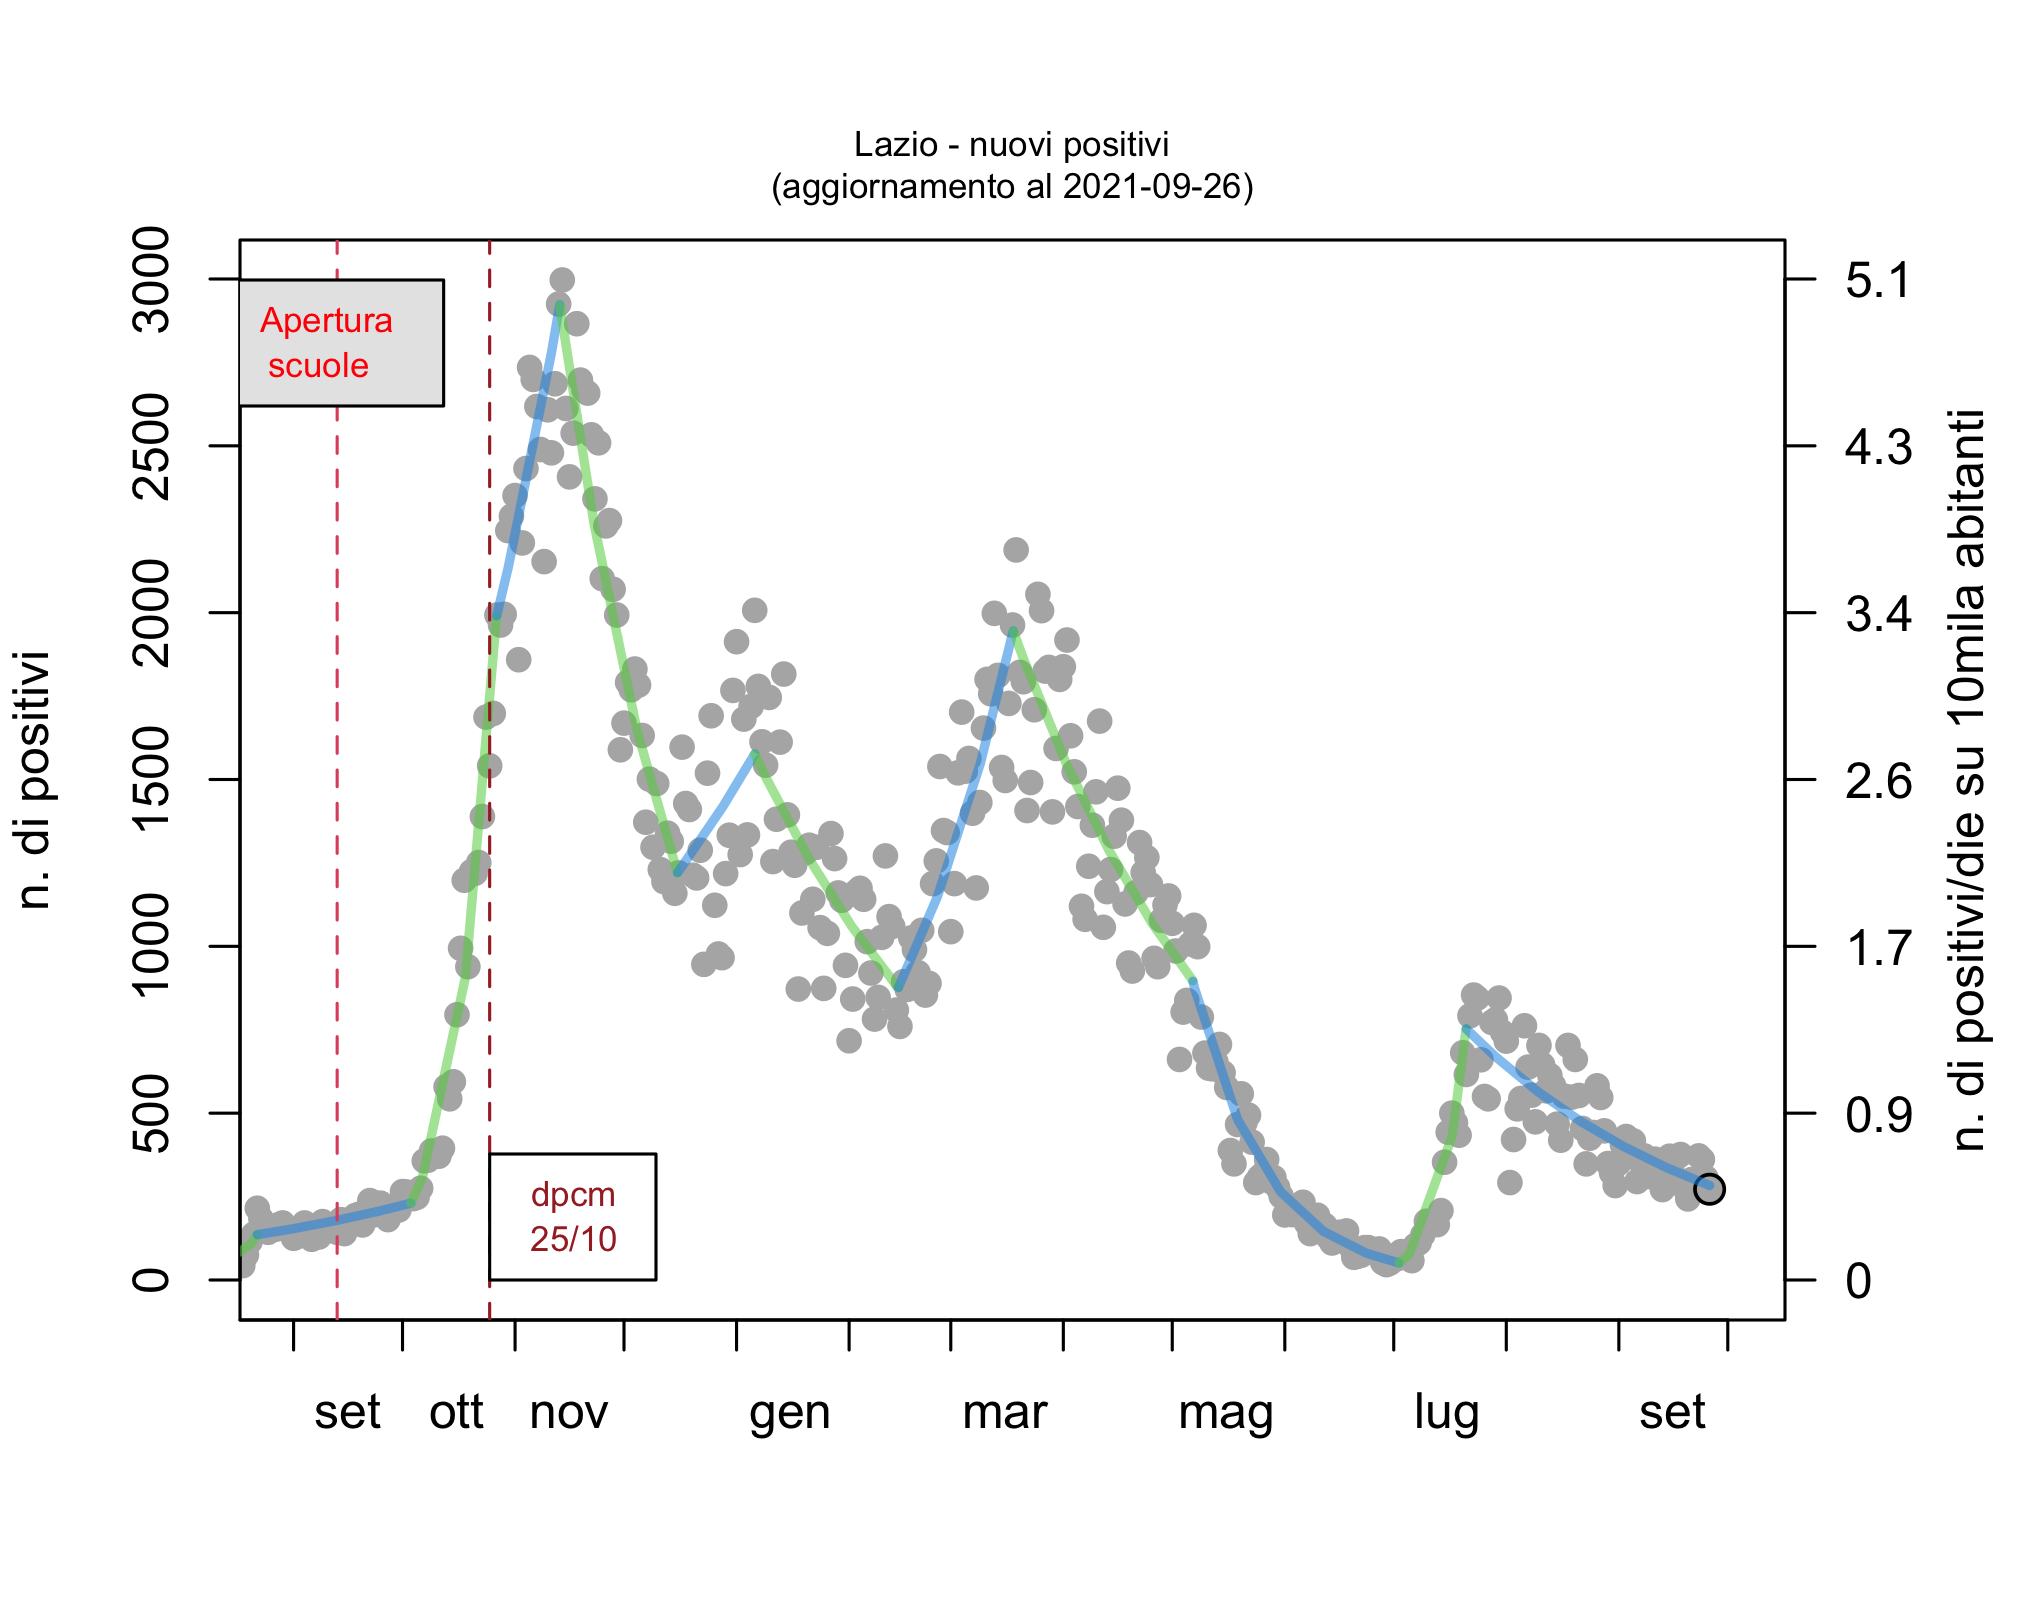 Lazio - nuovi positivi
(aggiornamento al 2021-09-26)
n. di positivi
3000
2500
2000
1500
1000
500
0
Apertura
scuole
dpcm
25/10
5.1
4.3
3.4
2.6
1.7
0.9
0
n. di positivi/die su 10mila abitanti
set ott nov gen mar mag lug set